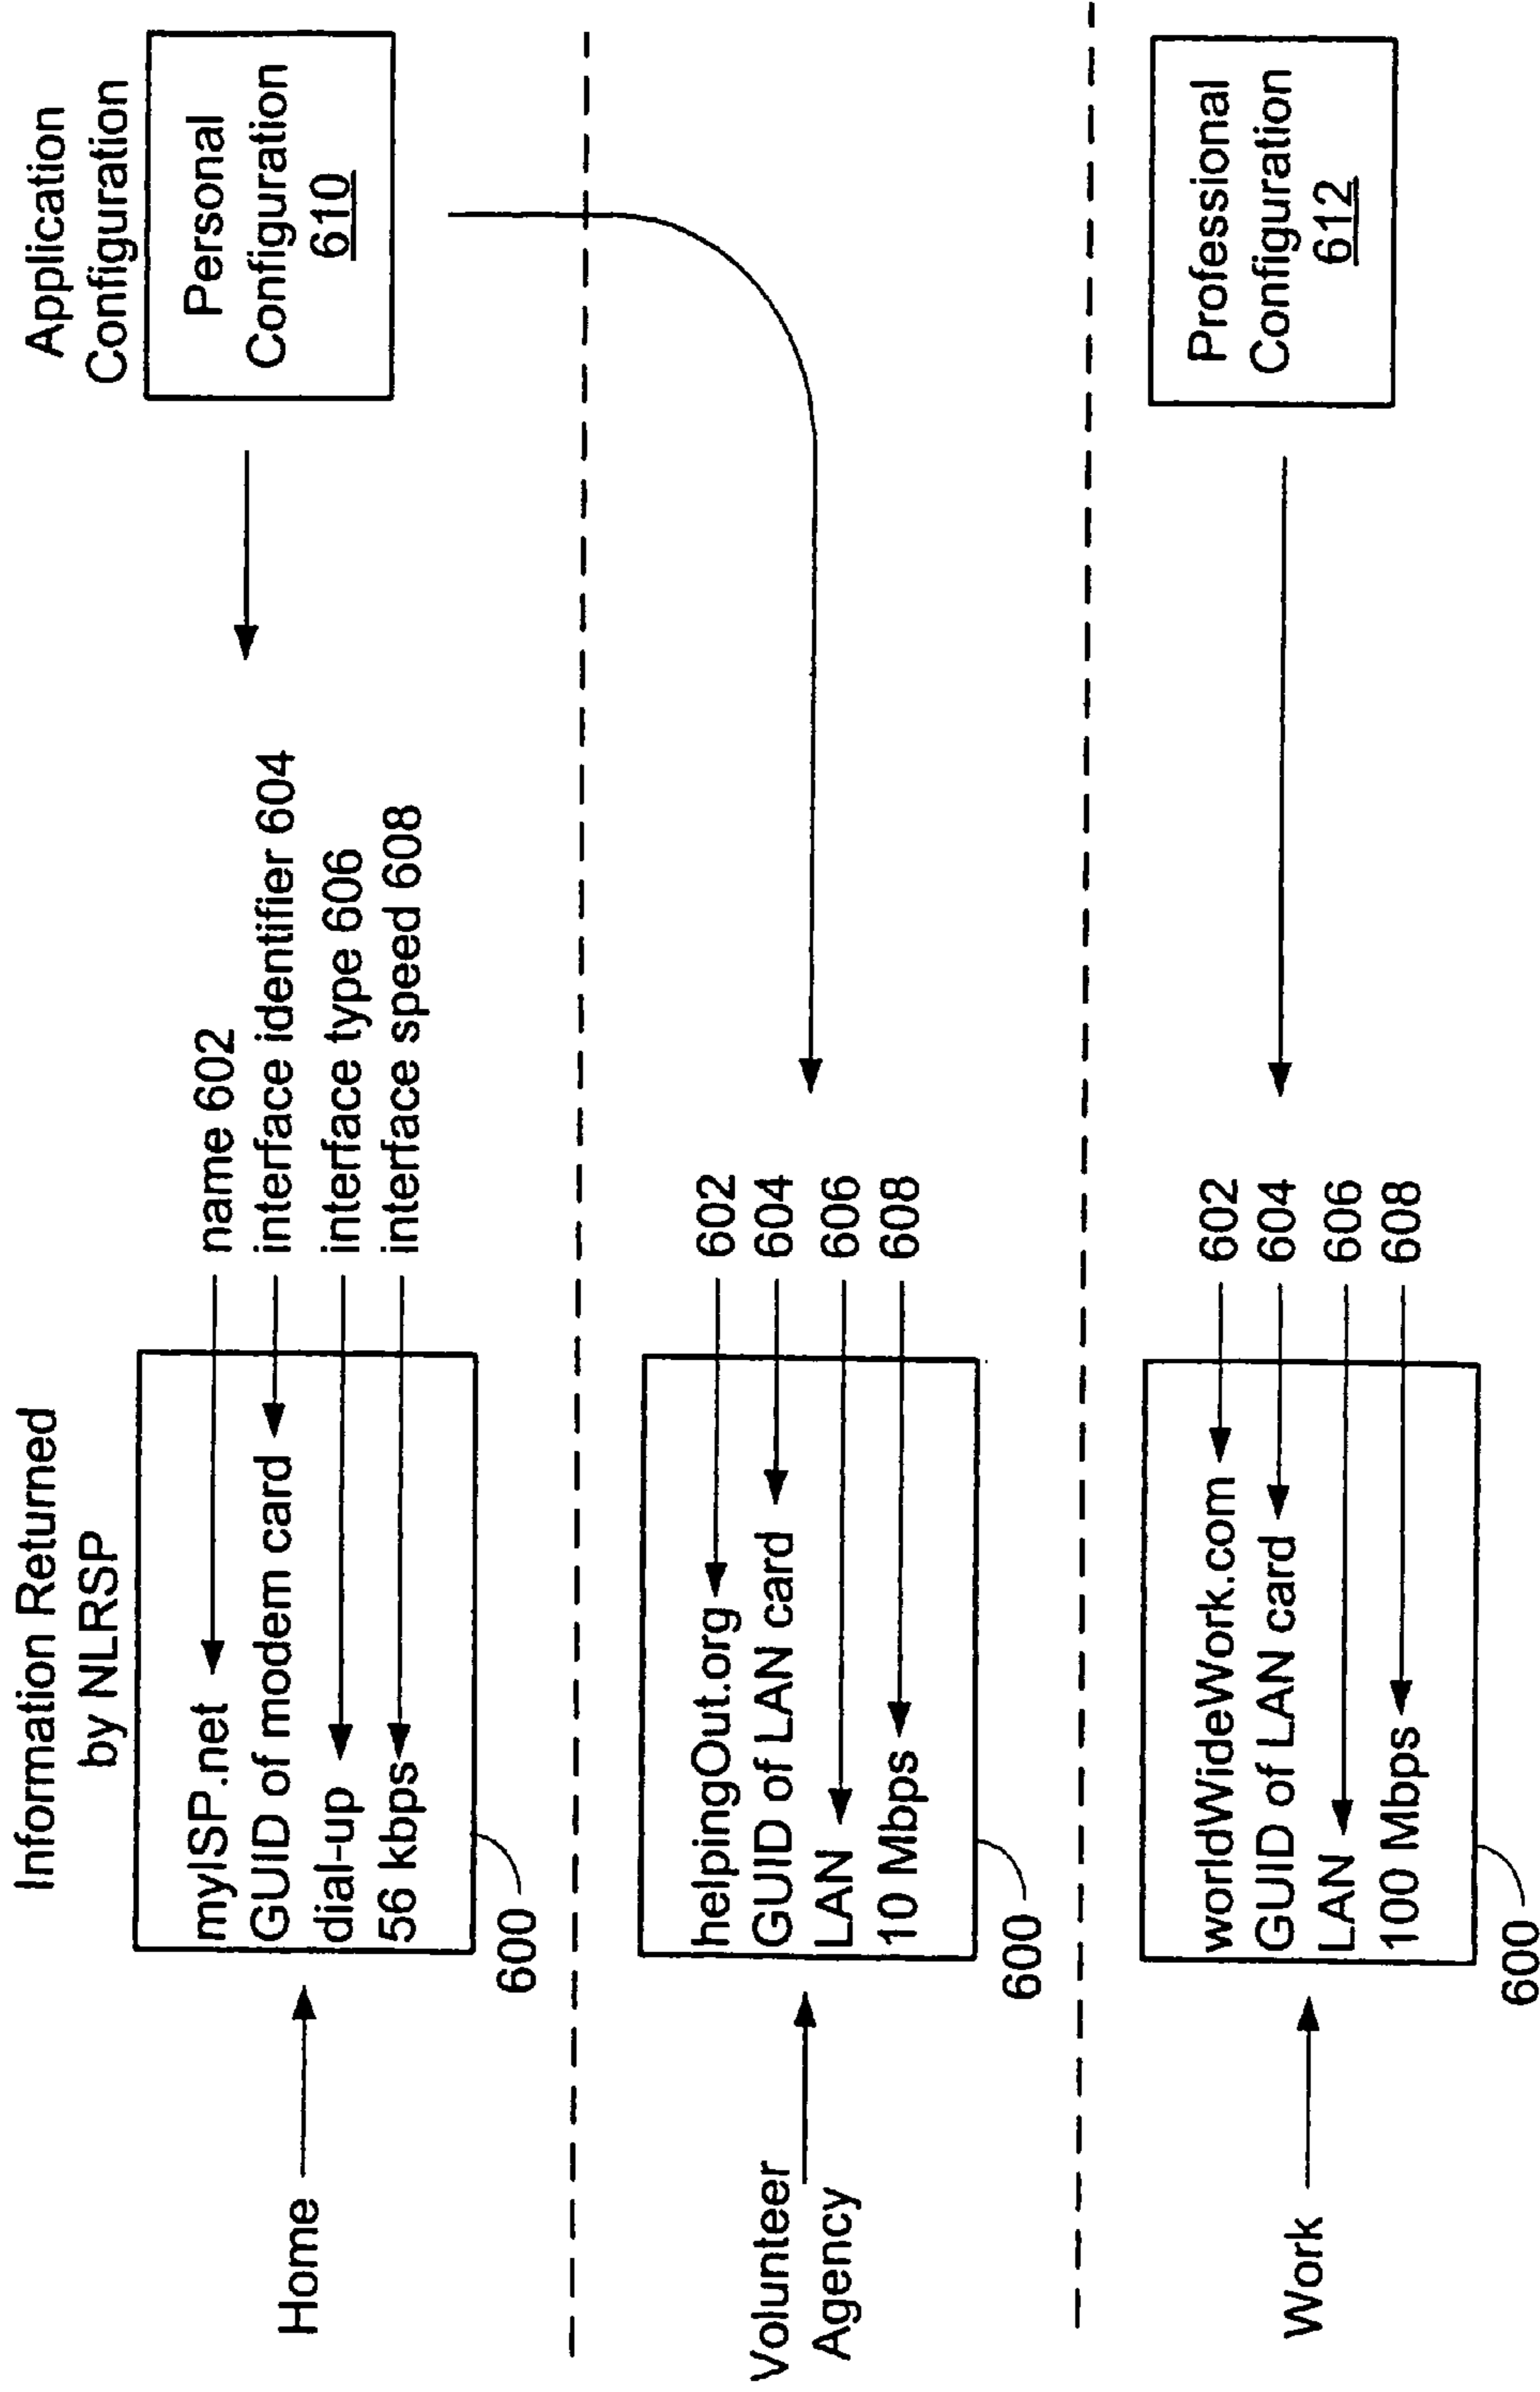 Information Returned
by NLRSP
Application
Configuration
Home
myISP.net
GUID of modem card
dial-up
56 kbps
600
name 602
interface identifier 604
interface type 606
interface speed 608
Personal
Configuration
610
Volunteer
Agency
helpingOut.org
GUID of LAN card
LAN
10 Mbps
600
602
604
606
608
Work
worldWideWork.com
GUID of LAN card
LAN
100 Mbps
600
602
604
606
608
Professional
Configuration
612